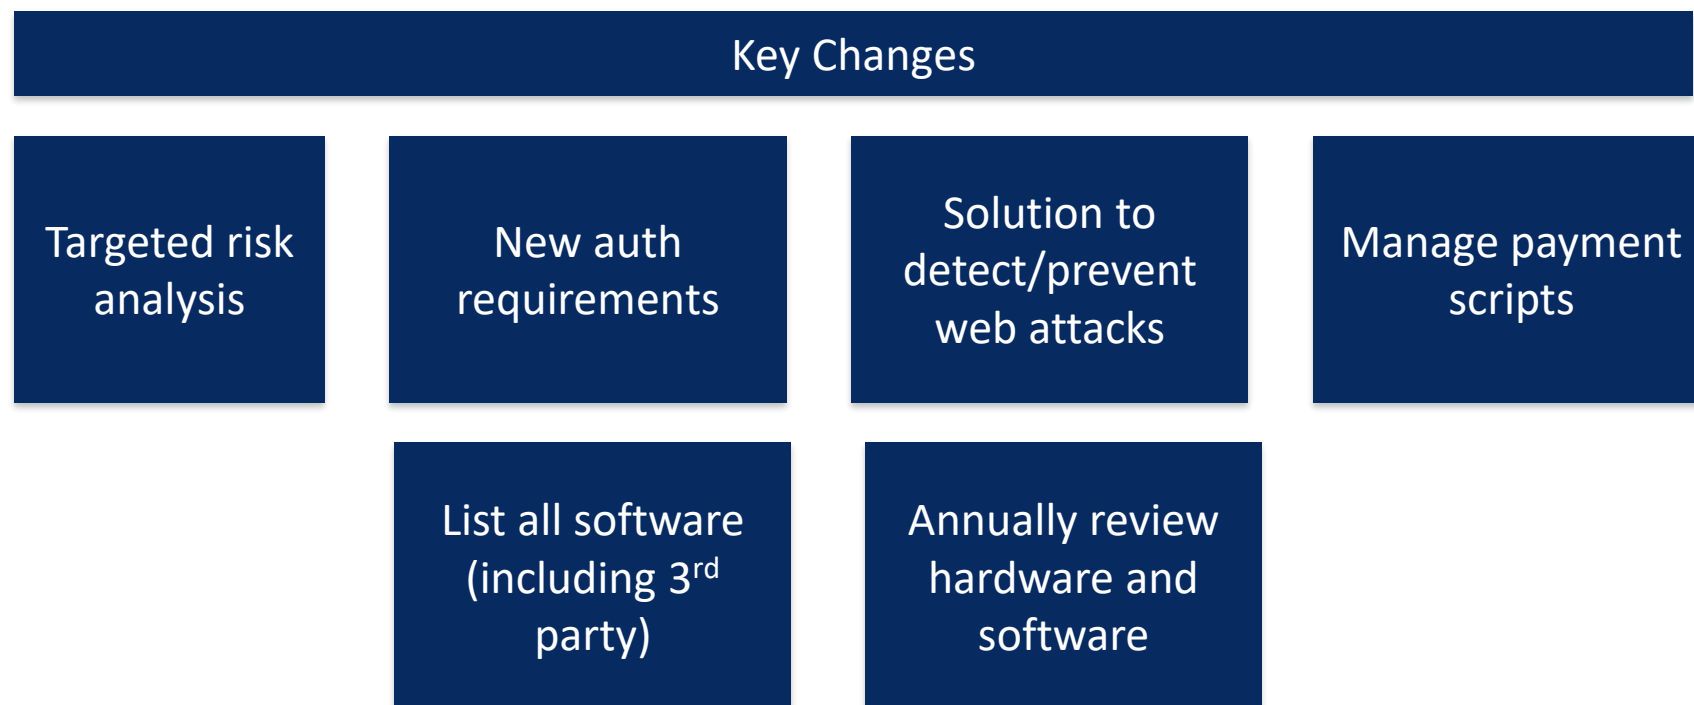 Key Changes
Targeted risk
analysis
New auth
requirements
Solution to
detect/prevent
web attacks
Manage payment
scripts
List all software
(including 3rd
party)
Annually review
hardware and
software